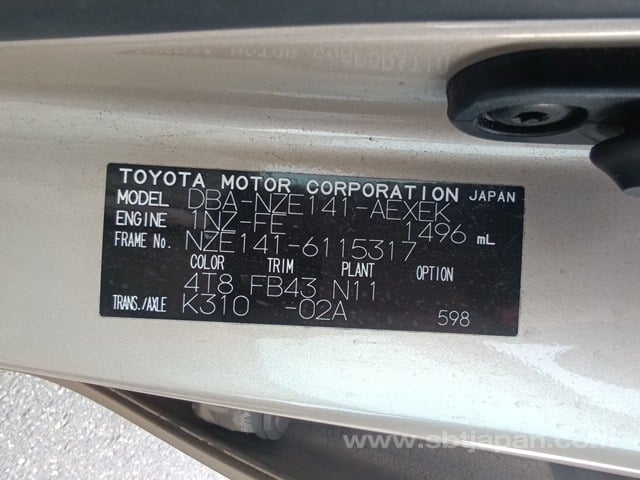 TOYOTA MOTOR CORPORATION JAPAN
MODEL DBA-NZE141-AEXEK
ENGINE 1NZ-FE 1496 mL
FRAME No. NZE141-6115317
COLOR TRIM PLANT OPTION
4T8 FB43 N11
TRANS./AXLE K310 -02A 598
www.sbtjapan.com